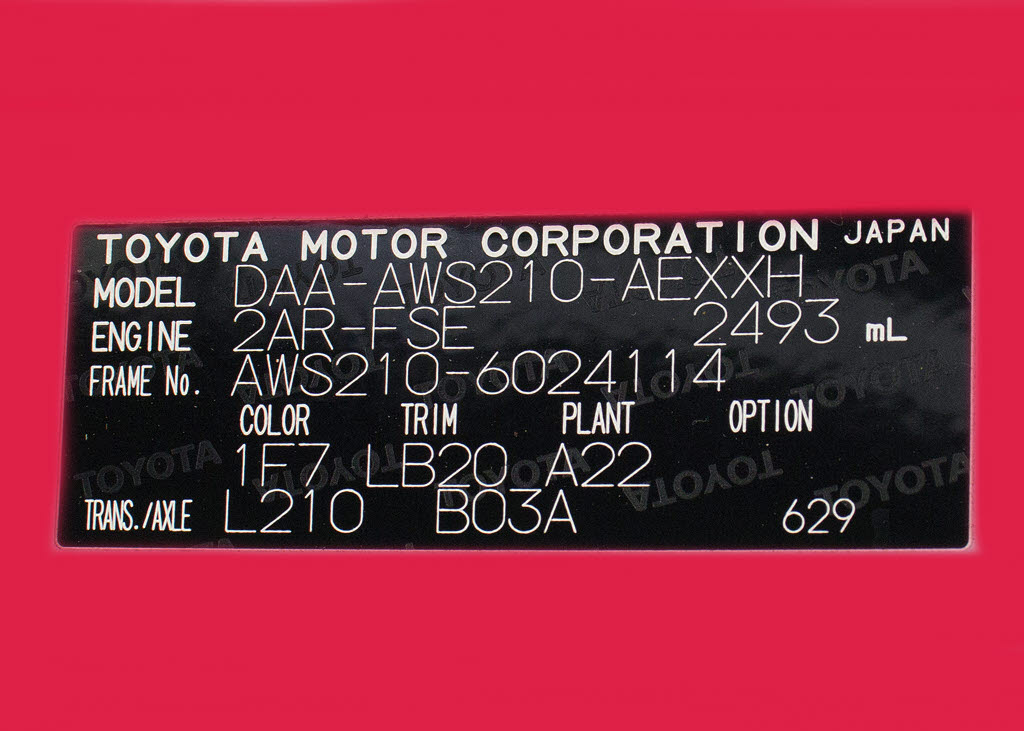 TOYOTA MOTOR CORPORATION JAPAN
MODEL DAA-AWS210-AEXXH
ENGINE 2AR-FSE 2493 mL
FRAME No. AWS210-6024114
COLOR TRIM PLANT OPTION
1F7 LB20 A22
TRANS./AXLE L210 B03A 629